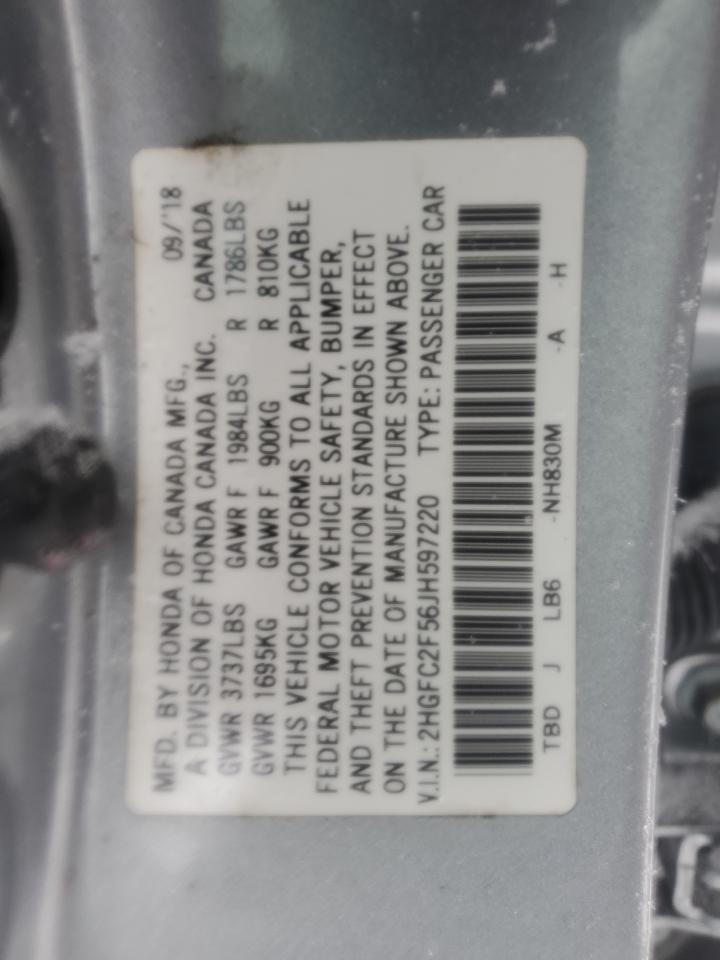 MFD. BY HONDA OF CANADA MFG., 09/'18
A DIVISION OF HONDA CANADA INC. CANADA
GVWR 3737LBS GAWR F 1984LBS R 1786LBS
GVWR 1695KG GAWR F 900KG R 810KG
THIS VEHICLE CONFORMS TO ALL APPLICABLE
FEDERAL MOTOR VEHICLE SAFETY, BUMPER,
AND THEFT PREVENTION STANDARDS IN EFFECT
ON THE DATE OF MANUFACTURE SHOWN ABOVE.
V.I.N.: 2HGFC2F56JH597220 TYPE: PASSENGER CAR
TBD J LB6 -NH830M -A -H